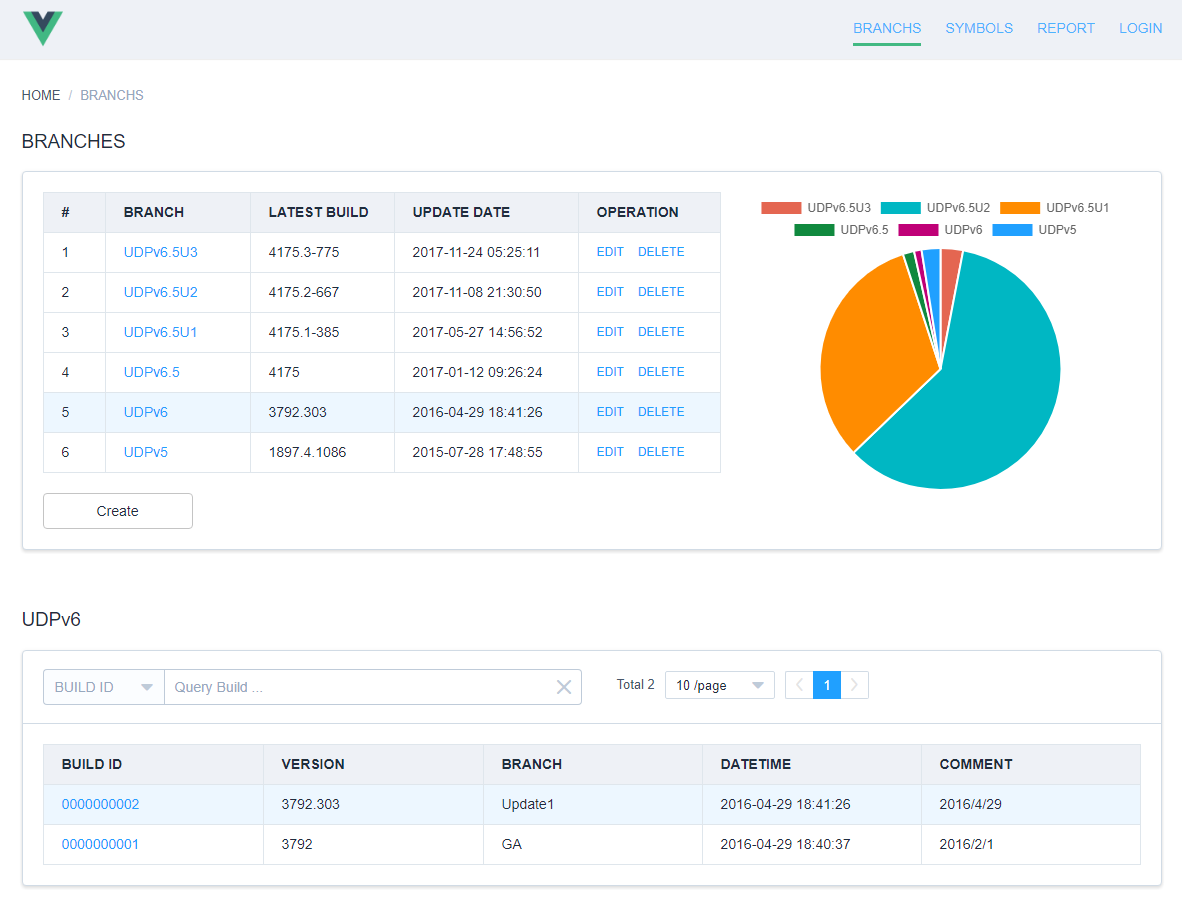 BRANCHS SYMBOLS REPORT LOGIN
HOME / BRANCHS
BRANCHES
# BRANCH LATEST BUILD UPDATE DATE OPERATION
1 UDPv6.5U3 4175.3-775 2017-11-24 05:25:11 EDIT DELETE
2 UDPv6.5U2 4175.2-667 2017-11-08 21:30:50 EDIT DELETE
3 UDPv6.5U1 4175.1-385 2017-05-27 14:56:52 EDIT DELETE
4 UDPv6.5 4175 2017-01-12 09:26:24 EDIT DELETE
5 UDPv6 3792.303 2016-04-29 18:41:26 EDIT DELETE
6 UDPv5 1897.4.1086 2015-07-28 17:48:55 EDIT DELETE
Create
UDPv6.5U3 UDPv6.5U2 UDPv6.5U1
UDPv6.5 UDPv6 UDPv5
UDPv6
BUILD ID Query Build ... Total 2 10 /page 1
BUILD ID VERSION BRANCH DATETIME COMMENT
0000000002 3792.303 Update1 2016-04-29 18:41:26 2016/4/29
0000000001 3792 GA 2016-04-29 18:40:37 2016/2/1